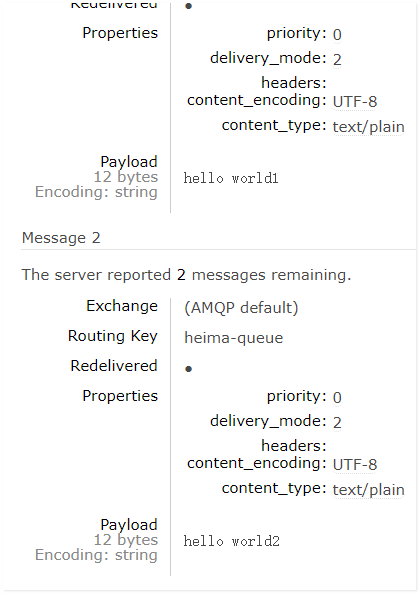 Redelivered ●
Properties
priority: 0
delivery_mode: 2
headers:
content_encoding: UTF-8
content_type: text/plain
Payload
12 bytes
Encoding: string
hello world1
Message 2
The server reported 2 messages remaining.
Exchange (AMQP default)
Routing Key heima-queue
Redelivered ●
Properties
priority: 0
delivery_mode: 2
headers:
content_encoding: UTF-8
content_type: text/plain
Payload
12 bytes
Encoding: string
hello world2